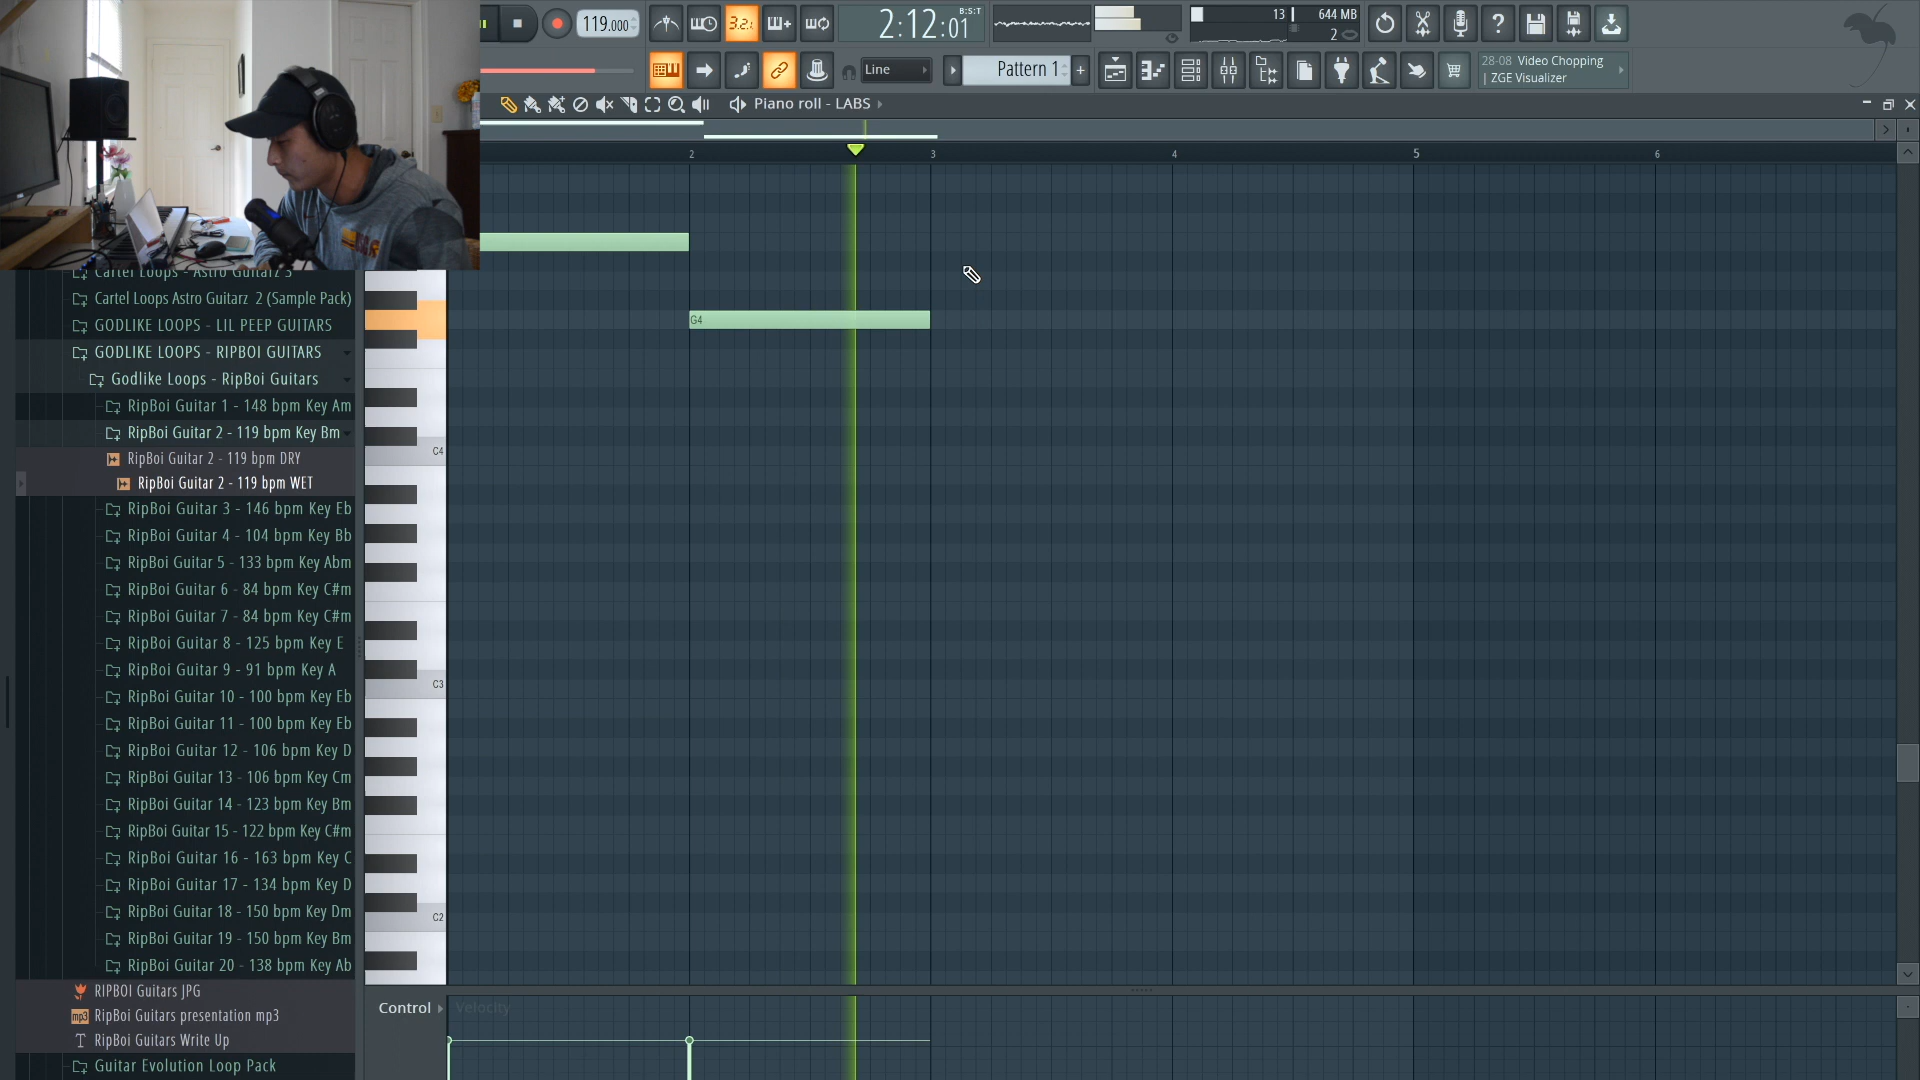 119.000
3.2.1
2:12:01
B:S:T
13
644 MB
2
Line
Pattern 1
+
28-08 Video Chopping
| ZGE Visualizer
Piano roll - LABS
2
3
4
5
6
G4
C4
C3
C2
Cartel Loops - Astro Guitarz 3
Cartel Loops Astro Guitarz 2 (Sample Pack)
GODLIKE LOOPS - LIL PEEP GUITARS
GODLIKE LOOPS - RIPBOI GUITARS
Godlike Loops - RipBoi Guitars
RipBoi Guitar 1 - 148 bpm Key Am
RipBoi Guitar 2 - 119 bpm Key Bm
RipBoi Guitar 2 - 119 bpm DRY
RipBoi Guitar 2 - 119 bpm WET
RipBoi Guitar 3 - 146 bpm Key Eb
RipBoi Guitar 4 - 104 bpm Key Bb
RipBoi Guitar 5 - 133 bpm Key Abm
RipBoi Guitar 6 - 84 bpm Key C#m
RipBoi Guitar 7 - 84 bpm Key C#m
RipBoi Guitar 8 - 125 bpm Key E
RipBoi Guitar 9 - 91 bpm Key A
RipBoi Guitar 10 - 100 bpm Key Eb
RipBoi Guitar 11 - 100 bpm Key Eb
RipBoi Guitar 12 - 106 bpm Key D
RipBoi Guitar 13 - 106 bpm Key Cm
RipBoi Guitar 14 - 123 bpm Key Bm
RipBoi Guitar 15 - 122 bpm Key C#m
RipBoi Guitar 16 - 163 bpm Key C
RipBoi Guitar 17 - 134 bpm Key D
RipBoi Guitar 18 - 150 bpm Key Dm
RipBoi Guitar 19 - 150 bpm Key Bm
RipBoi Guitar 20 - 138 bpm Key Ab
RIPBOI Guitars JPG
mp3 RipBoi Guitars presentation mp3
RipBoi Guitars Write Up
Guitar Evolution Loop Pack
Control
Velocity